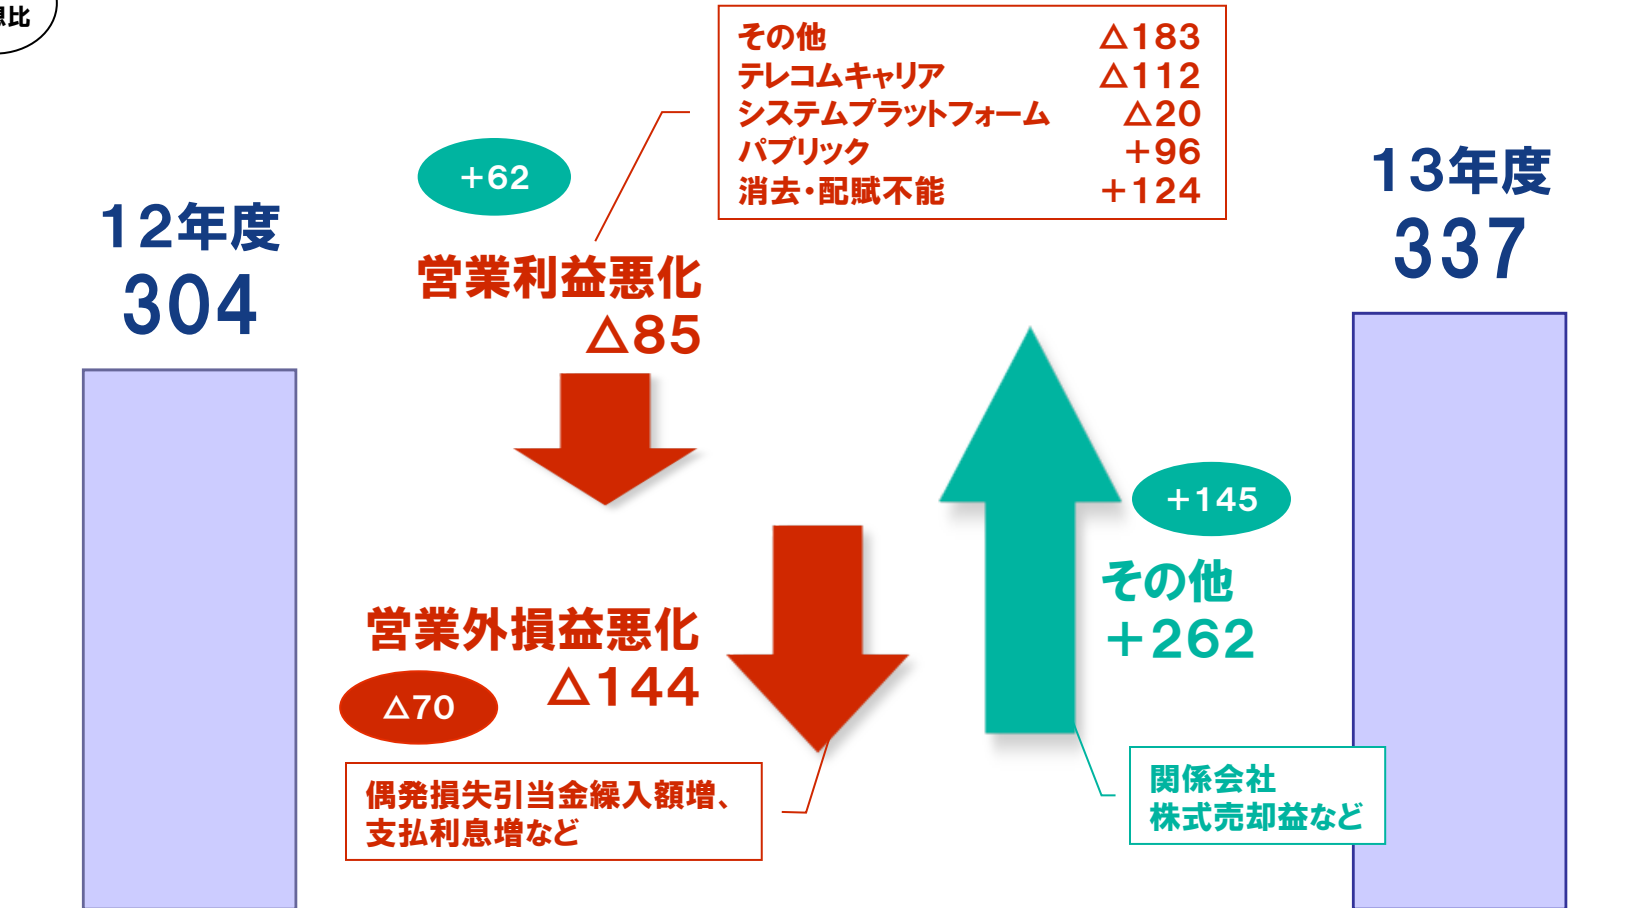 想比
その他 △183
テレコムキャリア △112
システムプラットフォーム △20
パブリック +96
消去・配賦不能 +124
+62
12年度
304
営業利益悪化
△85
13年度
337
+145
その他
+262
営業外損益悪化
△144
△70
偶発損失引当金繰入額増、
支払利息増など
関係会社
株式売却益など